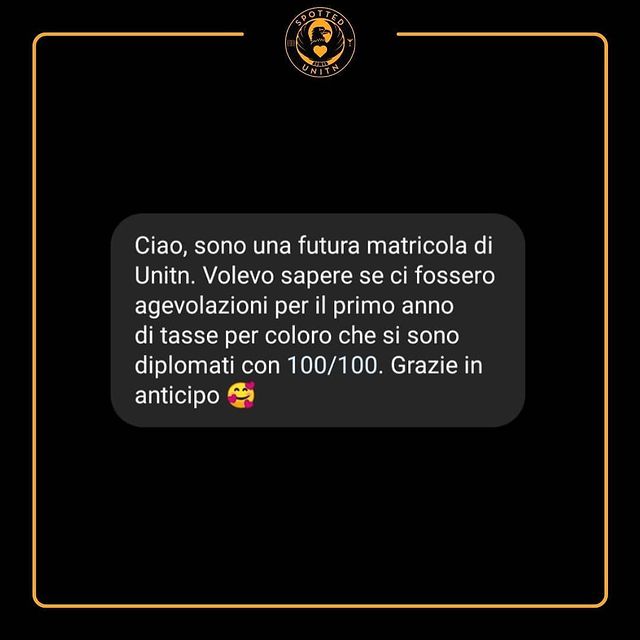 SPOTTED
UNITN
Ciao, sono una futura matricola di
Unitn. Volevo sapere se ci fossero
agevolazioni per il primo anno
di tasse per coloro che si sono
diplomati con 100/100. Grazie in
anticipo 🥰